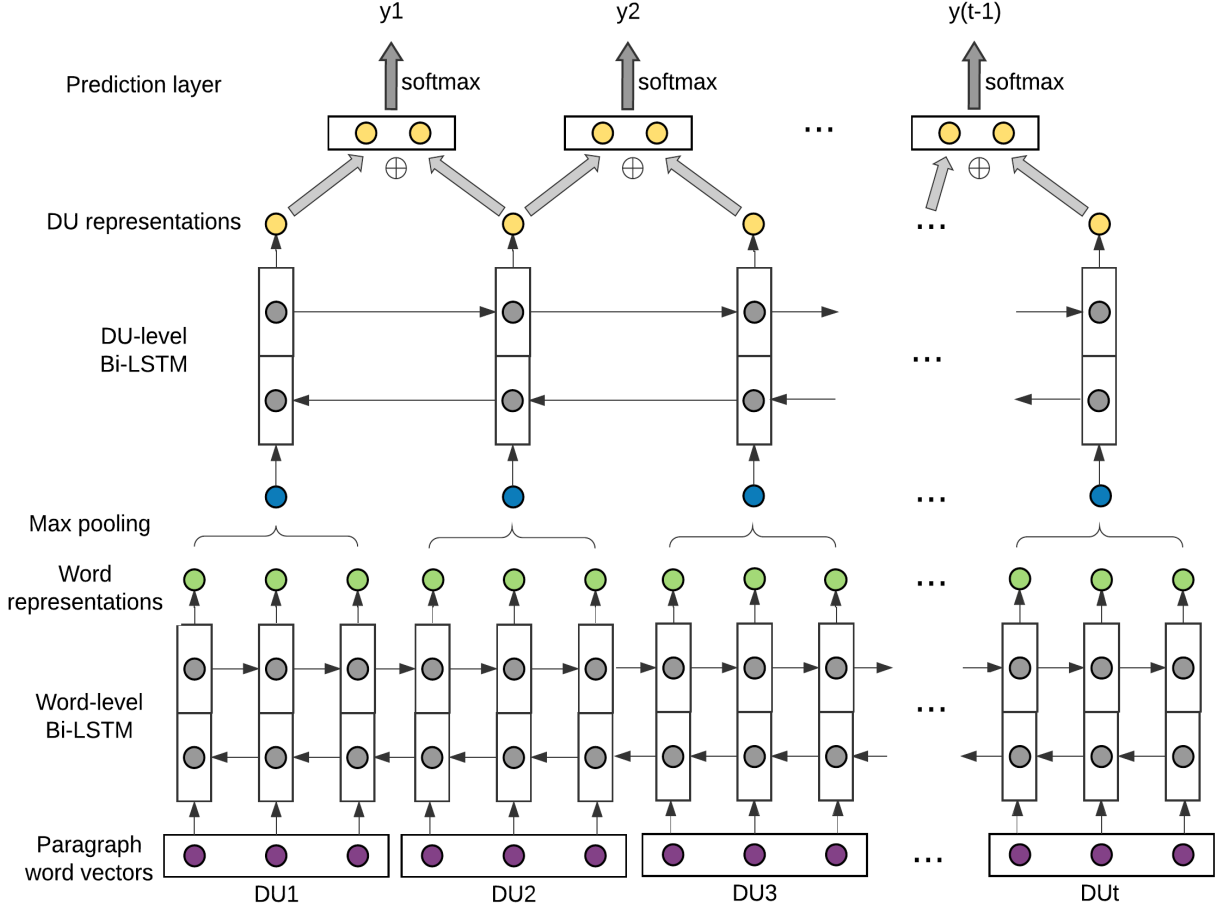 y1 y2 y(t-1)
Prediction layer softmax softmax softmax
...
DU representations ...
DU-level
Bi-LSTM
...
...
Max pooling
Word
representations
...
Word-level
Bi-LSTM
...
Paragraph
word vectors
...
DU1 DU2 DU3 DUt